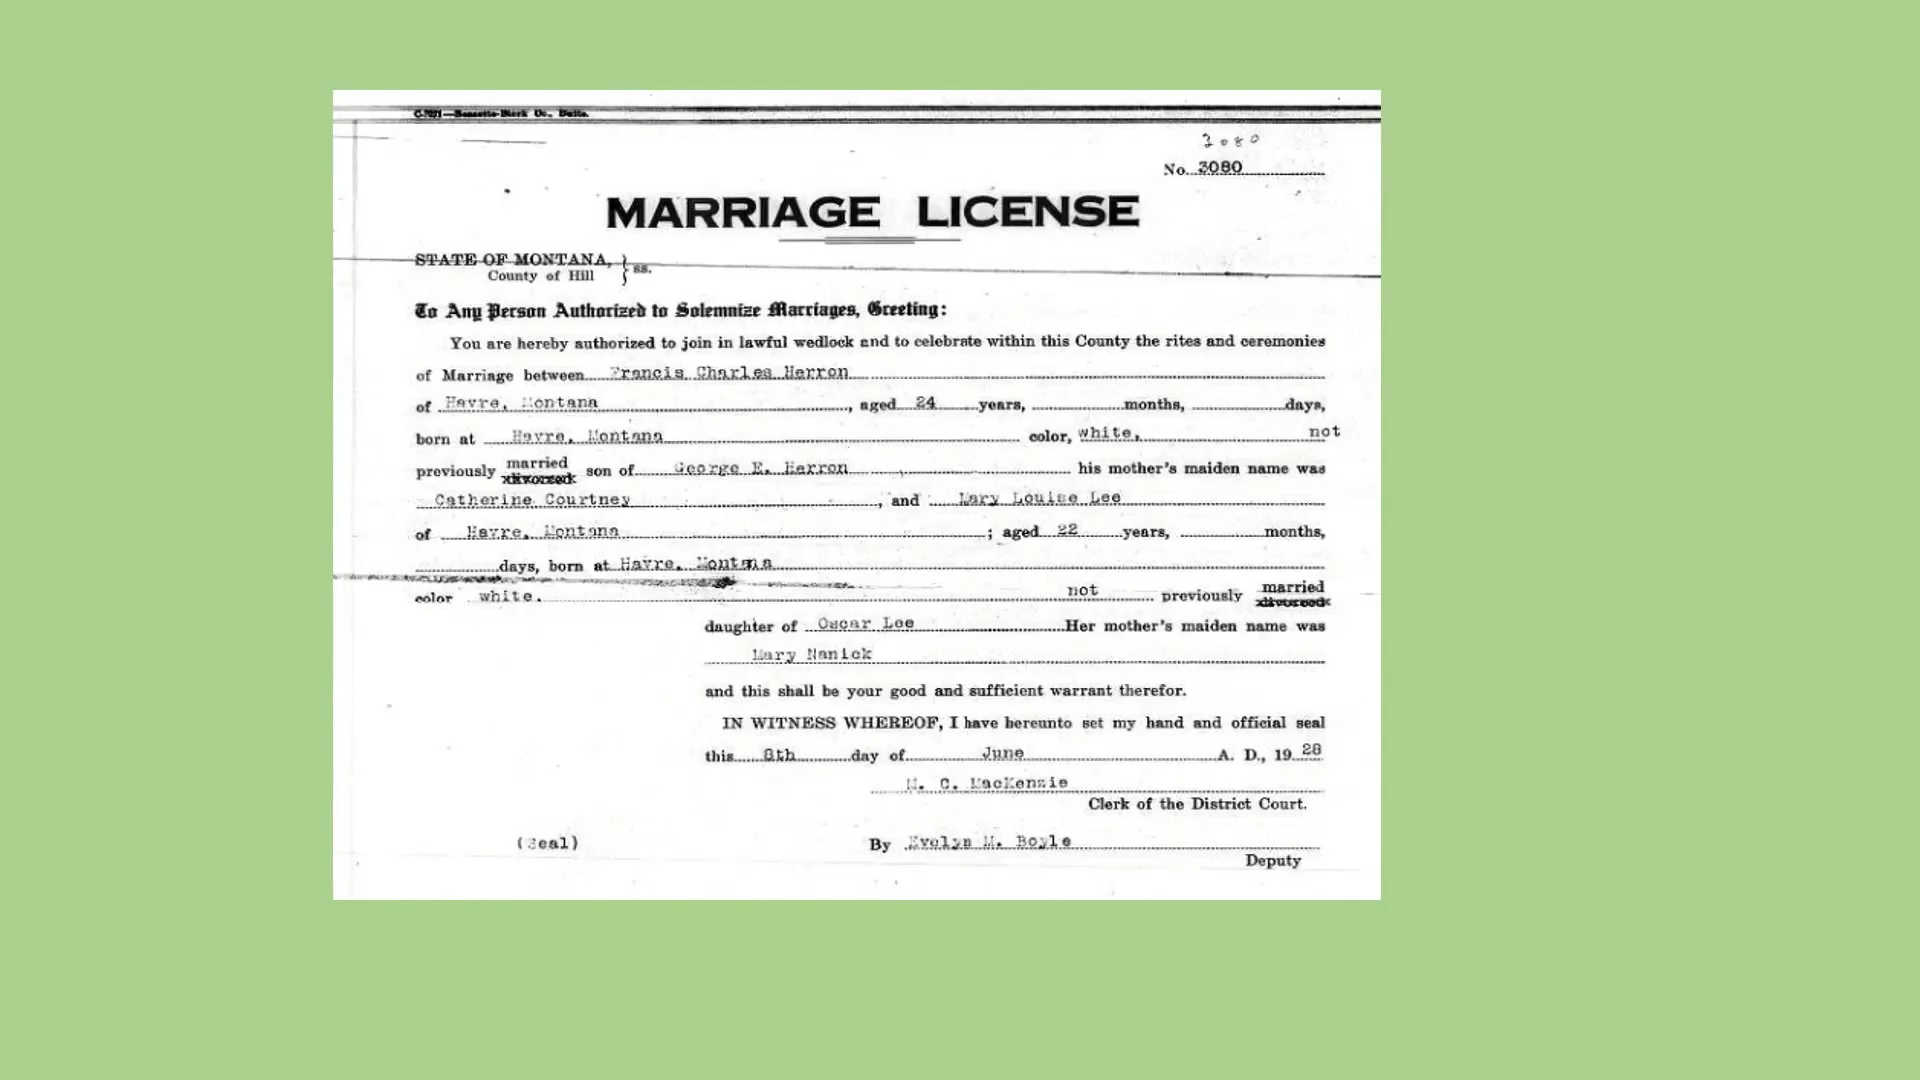 C-7071—Bassette-Bierk Co., Butte.
3080
No. 3080
MARRIAGE LICENSE
STATE OF MONTANA, } ss.
County of Hill
To Any Person Authorized to Solemnize Marriages, Greeting:
You are hereby authorized to join in lawful wedlock and to celebrate within this County the rites and ceremonies
of Marriage between Francis Charles Herron
of Havre, Montana, aged 24 years, months, days,
born at Havre, Montana color, white, not
previously married divorced son of George E. Herron his mother's maiden name was
Catherine Courtney, and Mary Louise Lee
of Havre, Montana; aged 22 years, months,
days, born at Havre, Montana
color white. not previously married divorced
daughter of Oscar Lee Her mother's maiden name was
Mary Nanick
and this shall be your good and sufficient warrant therefor.
IN WITNESS WHEREOF, I have hereunto set my hand and official seal
this 8th day of June A. D., 19 28
M. C. MacKenzie
Clerk of the District Court.
(Seal) By Evelyn M. Boyle
Deputy